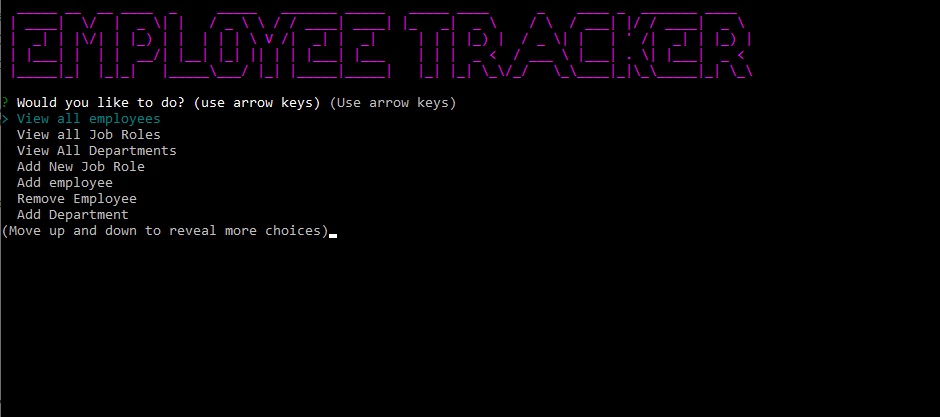 EMPLOYEE TRACKER
? Would you like to do? (use arrow keys) (Use arrow keys)
> View all employees
View all Job Roles
View All Departments
Add New Job Role
Add employee
Remove Employee
Add Department
(Move up and down to reveal more choices)